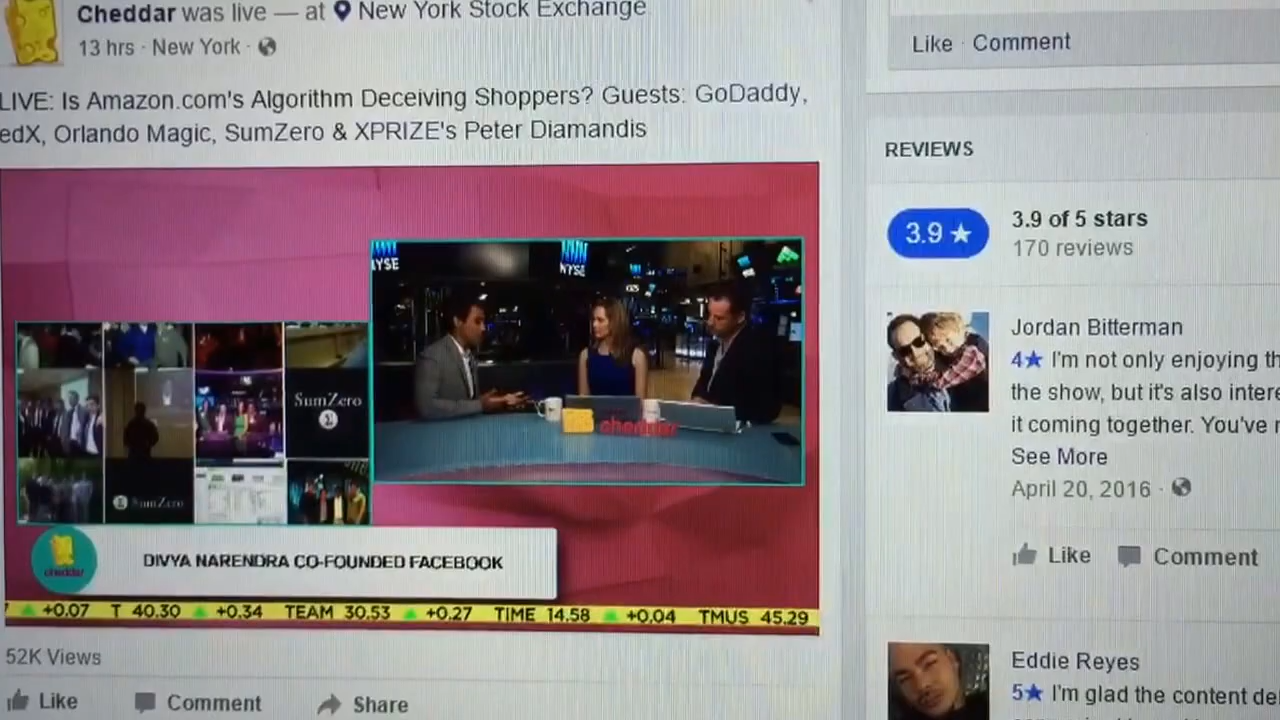 Cheddar was live — at New York Stock Exchange
13 hrs · New York ·
LIVE: Is Amazon.com's Algorithm Deceiving Shoppers? Guests: GoDaddy,
edX, Orlando Magic, SumZero & XPRIZE's Peter Diamandis
NYSE
NYSE
SumZero
SumZero
cheddar
cheddar
DIVYA NARENDRA CO-FOUNDED FACEBOOK
+0.07 T 40.30 +0.34 TEAM 30.53 +0.27 TIME 14.58 +0.04 TMUS 45.29
52K Views
Like Comment Share
Like · Comment
REVIEWS
3.9 ★
3.9 of 5 stars
170 reviews
Jordan Bitterman
4★ I'm not only enjoying th
the show, but it's also intere
it coming together. You've
See More
April 20, 2016 ·
Like Comment
Eddie Reyes
5★ I'm glad the content de